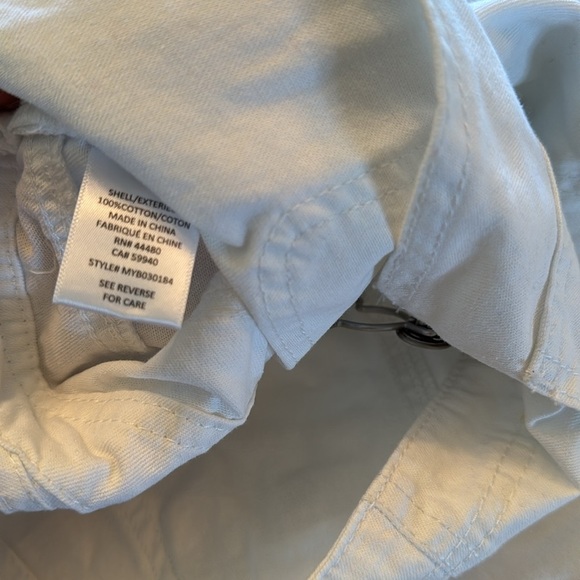 SHELL/EXTERIEUR
100%COTTON/COTON
MADE IN CHINA
FABRIQUÉ EN CHINE
RN# 44480
CA# 59940
STYLE# MYB030184
SEE REVERSE
FOR CARE